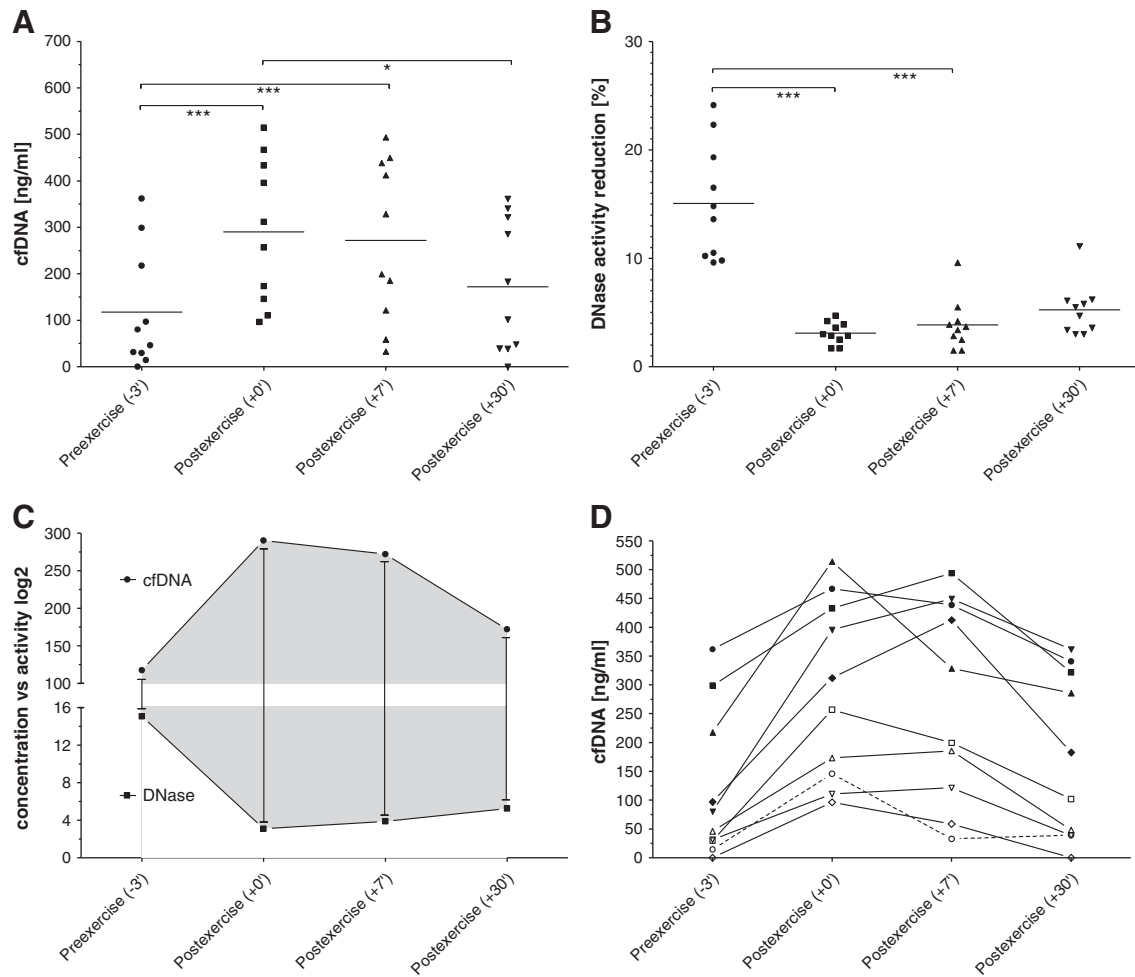 A
cfDNA [ng/ml]
700
600
500
400
300
200
100
0
*
***
***
Preexercise (-3')
Postexercise (+0')
Postexercise (+7')
Postexercise (+30')
B
DNase activity reduction [%]
30
20
10
0
***
***
Preexercise (-3')
Postexercise (+0')
Postexercise (+7')
Postexercise (+30')
C
concentration vs activity log2
300
250
200
150
100
16
12
8
4
0
cfDNA
DNase
Preexercise (-3')
Postexercise (+0')
Postexercise (+7')
Postexercise (+30')
D
cfDNA [ng/ml]
550
500
450
400
350
300
250
200
150
100
50
0
Preexercise (-3')
Postexercise (+0')
Postexercise (+7')
Postexercise (+30')